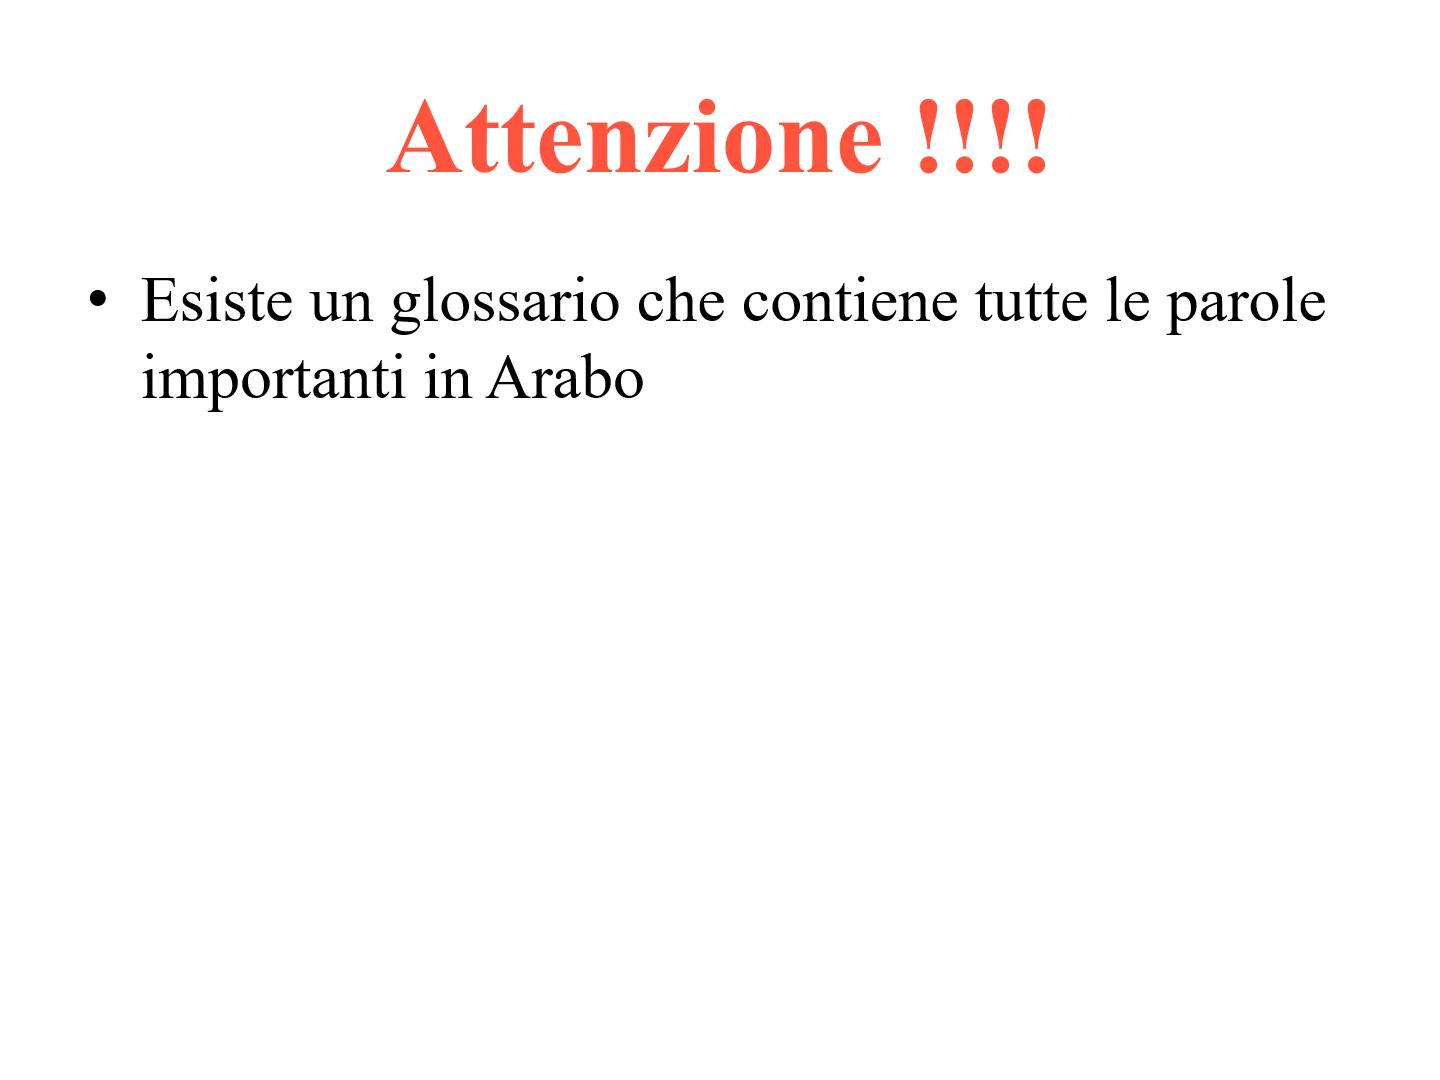 Attenzione !!!!
• Esiste un glossario che contiene tutte le parole
importanti in Arabo